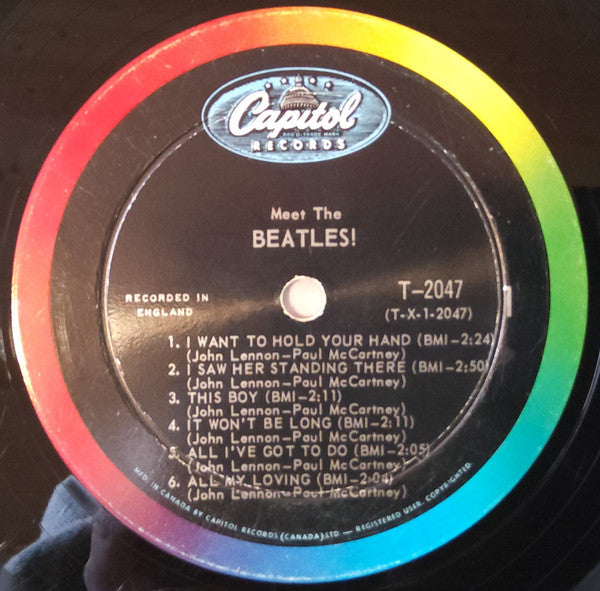 Capitol
REG. U.S. TRADE MARK
RECORDS
Meet The
BEATLES!
RECORDED IN
ENGLAND
T-2047
(T-X-1-2047)
1. I WANT TO HOLD YOUR HAND (BMI-2:24)
(John Lennon-Paul McCartney)
2. I SAW HER STANDING THERE (BMI-2:50)
(John Lennon-Paul McCartney)
3. THIS BOY (BMI-2:11)
(John Lennon-Paul McCartney)
4. IT WON'T BE LONG (BMI-2:11)
(John Lennon-Paul McCartney)
5. ALL I'VE GOT TO DO (BMI-2:05)
(John Lennon-Paul McCartney)
6. ALL MY LOVING (BMI-2:04)
(John Lennon-Paul McCartney)
MFD. IN CANADA BY CAPITOL RECORDS (CANADA) LTD — REGISTERED USER. COPYRIGHTED.